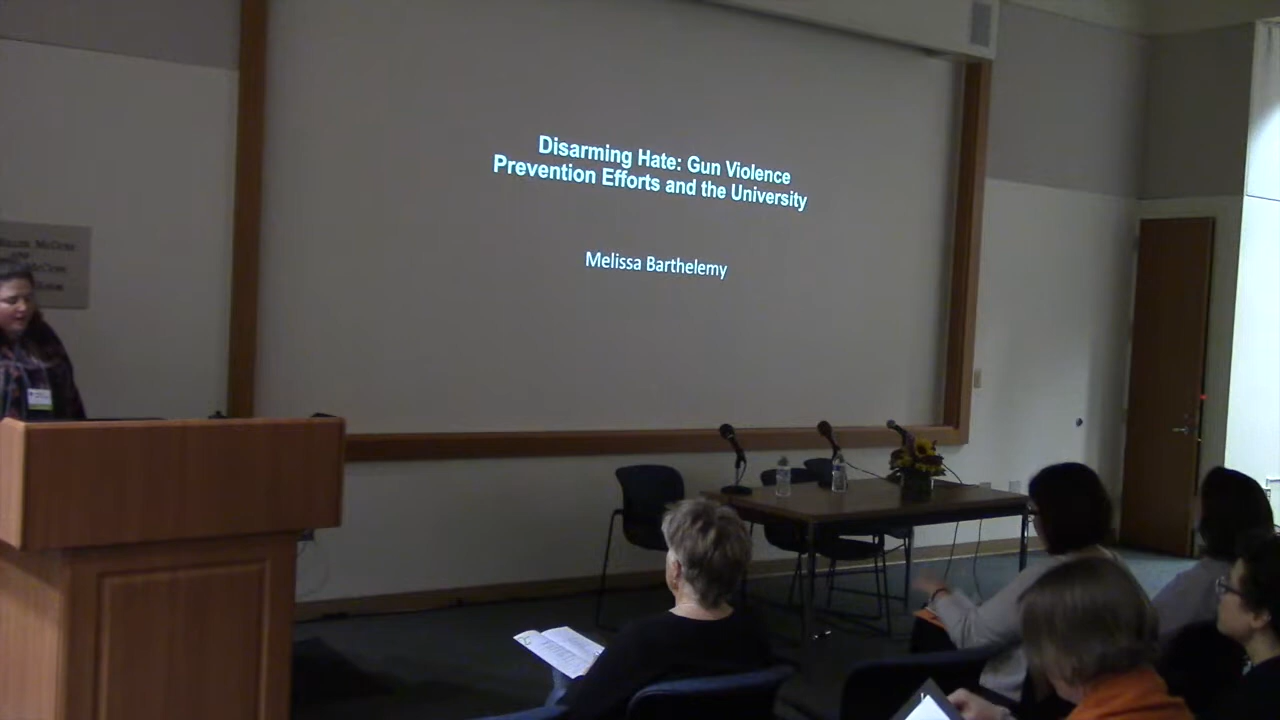 Disarming Hate: Gun Violence
Prevention Efforts and the University
Melissa Barthelemy